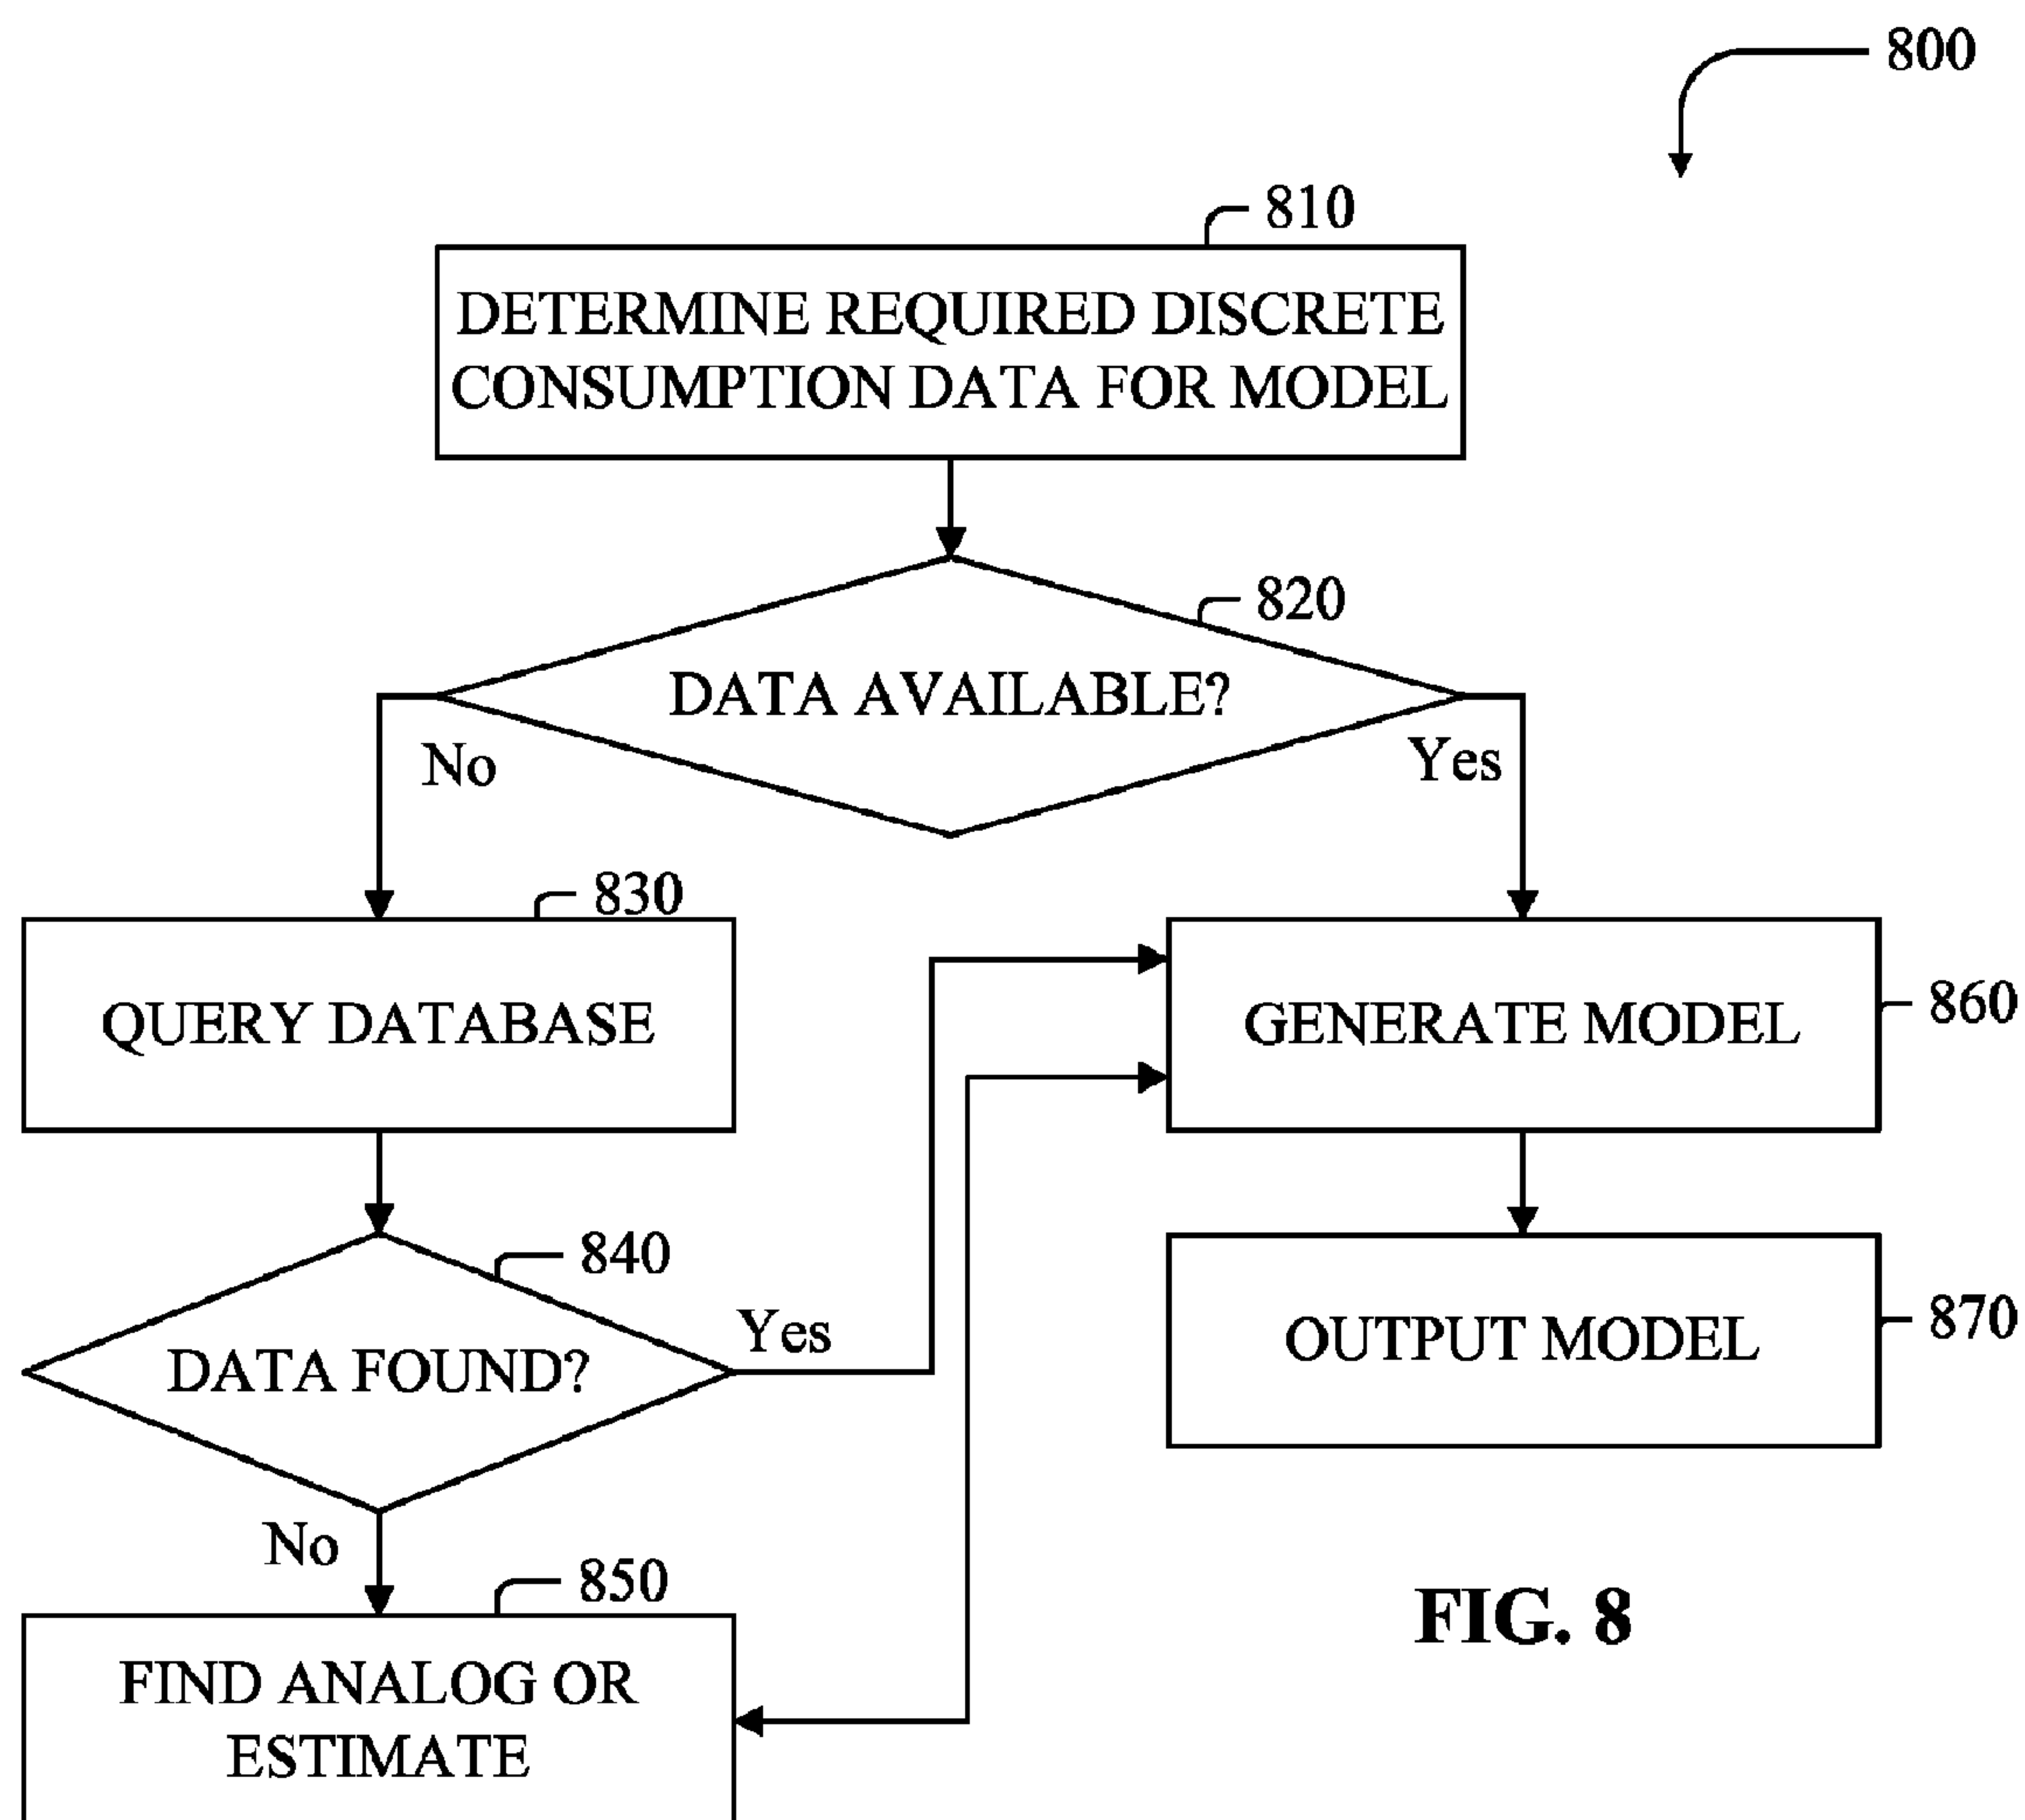 800
810
DETERMINE REQUIRED DISCRETE
CONSUMPTION DATA FOR MODEL
820
DATA AVAILABLE?
No
Yes
830
QUERY DATABASE
GENERATE MODEL
860
840
DATA FOUND?
Yes
OUTPUT MODEL
870
No
850
FIND ANALOG OR
ESTIMATE
FIG. 8